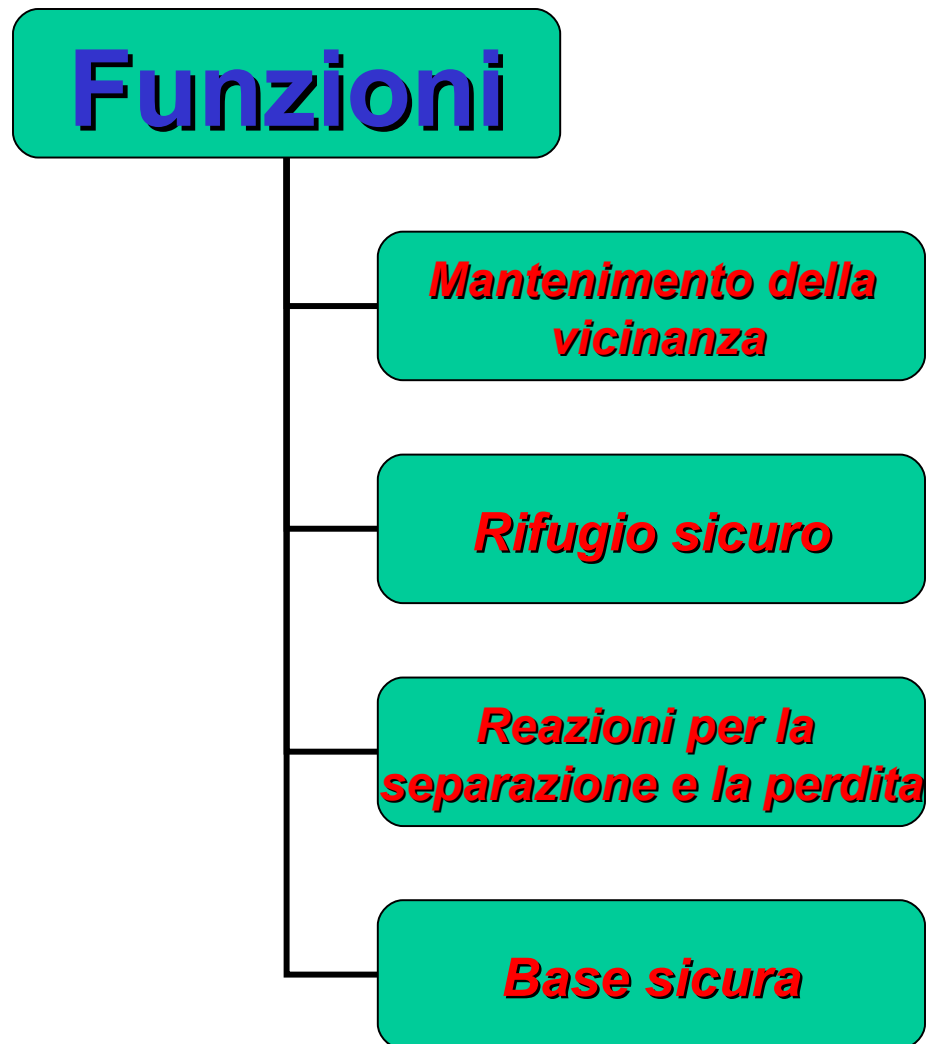 Funzioni
Mantenimento della
vicinanza
Rifugio sicuro
Reazioni per la
separazione e la perdita
Base sicura